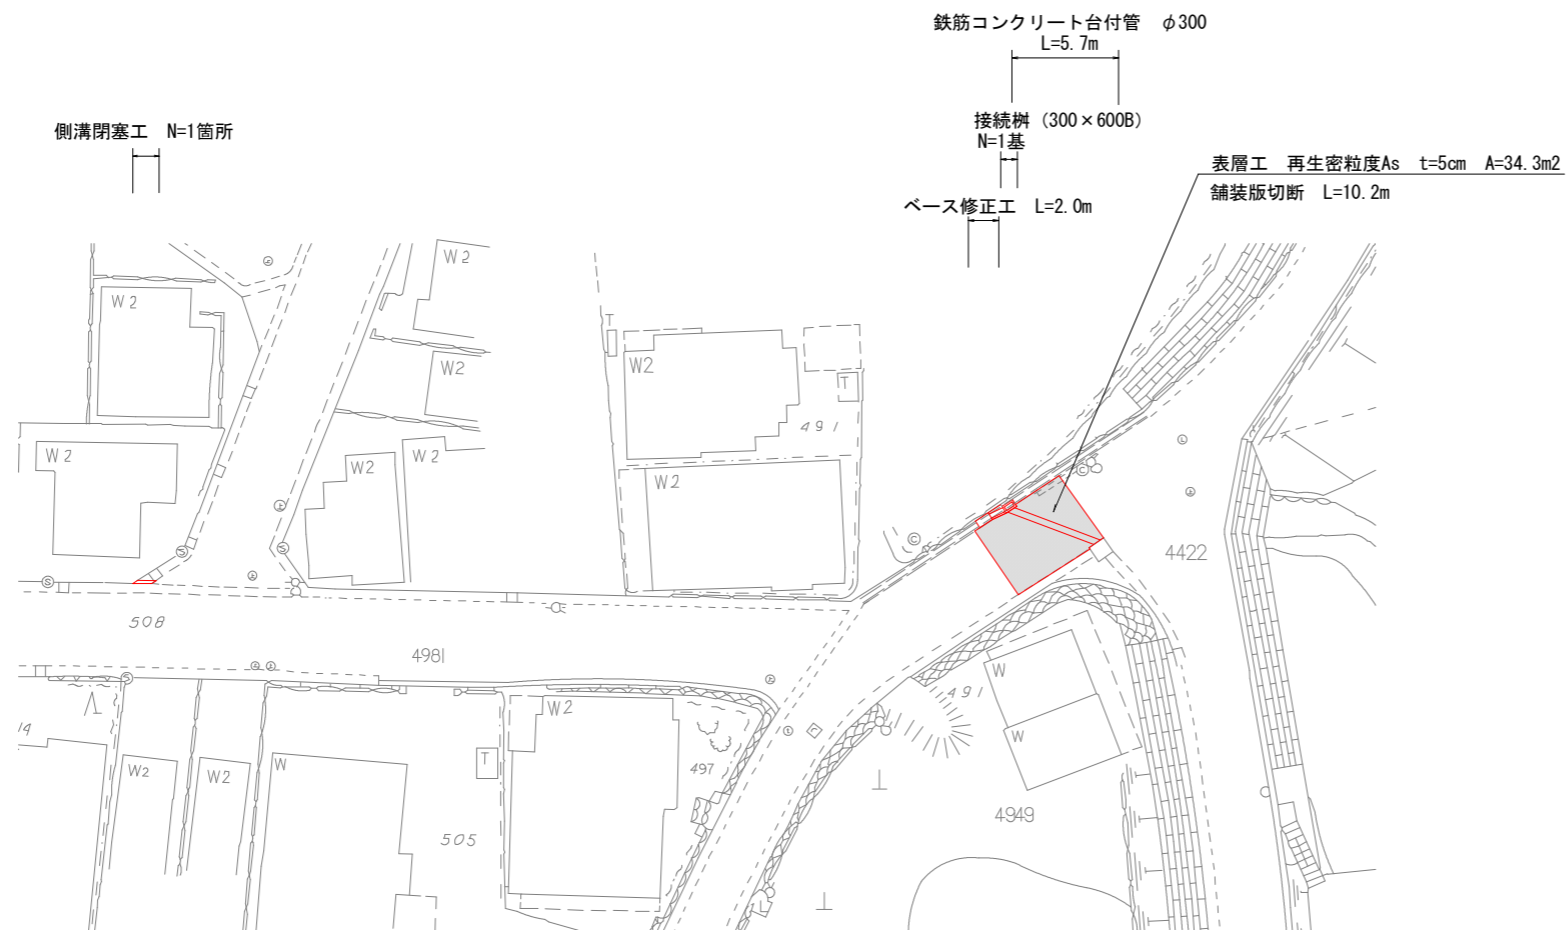 鉄筋コンクリート台付管 φ300
L=5.7m
側溝閉塞工 N=1箇所
接続桝 (300×600B)
N=1基
表層工 再生密粒度As t=5cm A=34.3m2
舗装版切断 L=10.2m
ベース修正工 L=2.0m
W2
W2
W2
T
W2
T
W2
491
W2
W2
W2
W2
4422
508
4981
491
W
W
W2
497
T
W2
W2
W
505
4949